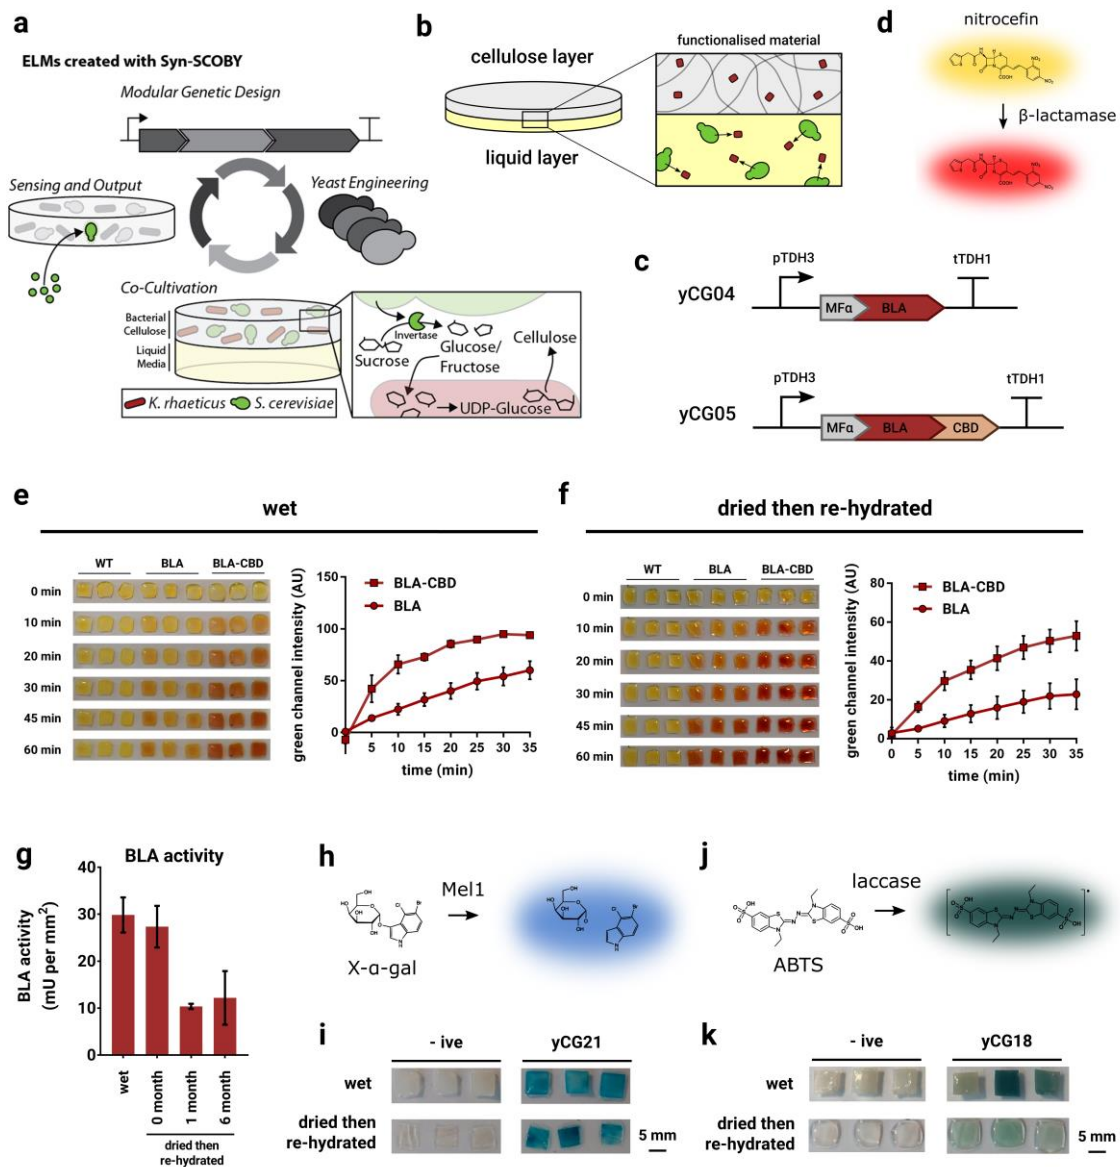 a
ELMs created with Syn-SCOBY
Modular Genetic Design
Sensing and Output
Yeast Engineering
Co-Cultivation
Bacterial
Cellulose
Liquid
Media
Sucrose
Invertase
Glucose/
Fructose
Cellulose
UDP-Glucose
K. rhaeticus
S. cerevisiae
b
cellulose layer
liquid layer
functionalised material
c
yCG04
pTDH3
tTDH1
MFα
BLA
yCG05
pTDH3
tTDH1
MFα
BLA
CBD
d
nitrocefin
β-lactamase
e
wet
WT
BLA
BLA-CBD
0 min
10 min
20 min
30 min
45 min
60 min
green channel intensity (AU)
150
100
50
0
BLA-CBD
BLA
5 10 15 20 25 30 35
time (min)
f
dried then re-hydrated
WT
BLA
BLA-CBD
0 min
10 min
20 min
30 min
45 min
60 min
green channel intensity (AU)
80
60
40
20
0
BLA-CBD
BLA
0 5 10 15 20 25 30 35
time (min)
g
BLA activity
BLA activity
(mU per mm²)
40
30
20
10
0
wet
0 month
1 month
6 month
dried then
re-hydrated
h
X-α-gal
Mel1
i
- ive
yCG21
wet
dried then
re-hydrated
5 mm
j
ABTS
laccase
k
- ive
yCG18
wet
dried then
re-hydrated
5 mm